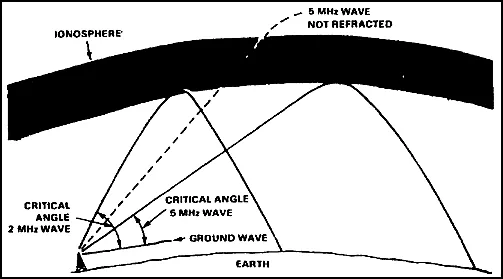 5 MHz WAVE
NOT REFRACTED
IONOSPHERE
CRITICAL
ANGLE
2 MHz WAVE
CRITICAL ANGLE
5 MHz WAVE
GROUND WAVE
EARTH